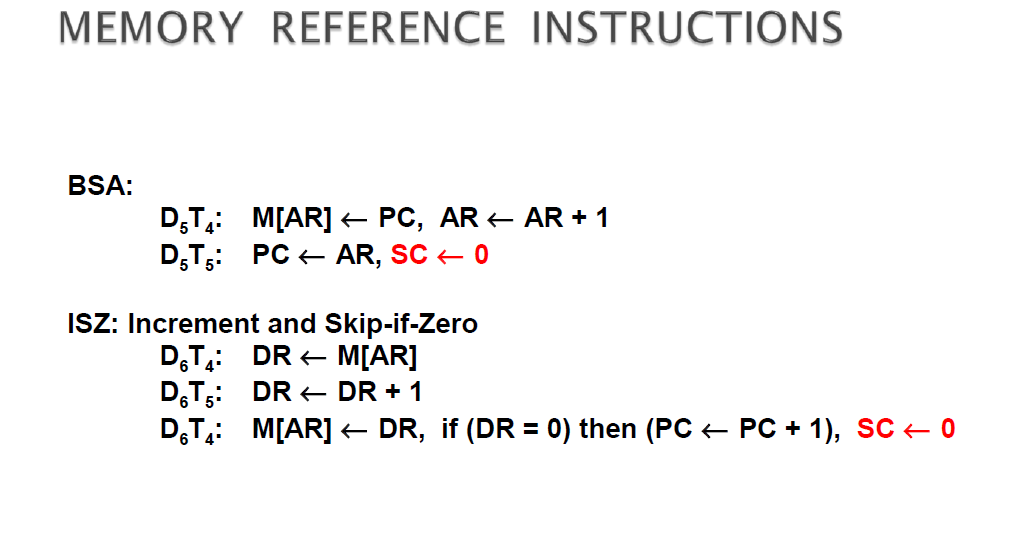 MEMORY REFERENCE INSTRUCTIONS
BSA:
D₅T₄: M[AR] ← PC, AR ← AR + 1
D₅T₅: PC ← AR, SC ← 0
ISZ: Increment and Skip-if-Zero
D₆T₄: DR ← M[AR]
D₆T₅: DR ← DR + 1
D₆T₄: M[AR] ← DR, if (DR = 0) then (PC ← PC + 1), SC ← 0